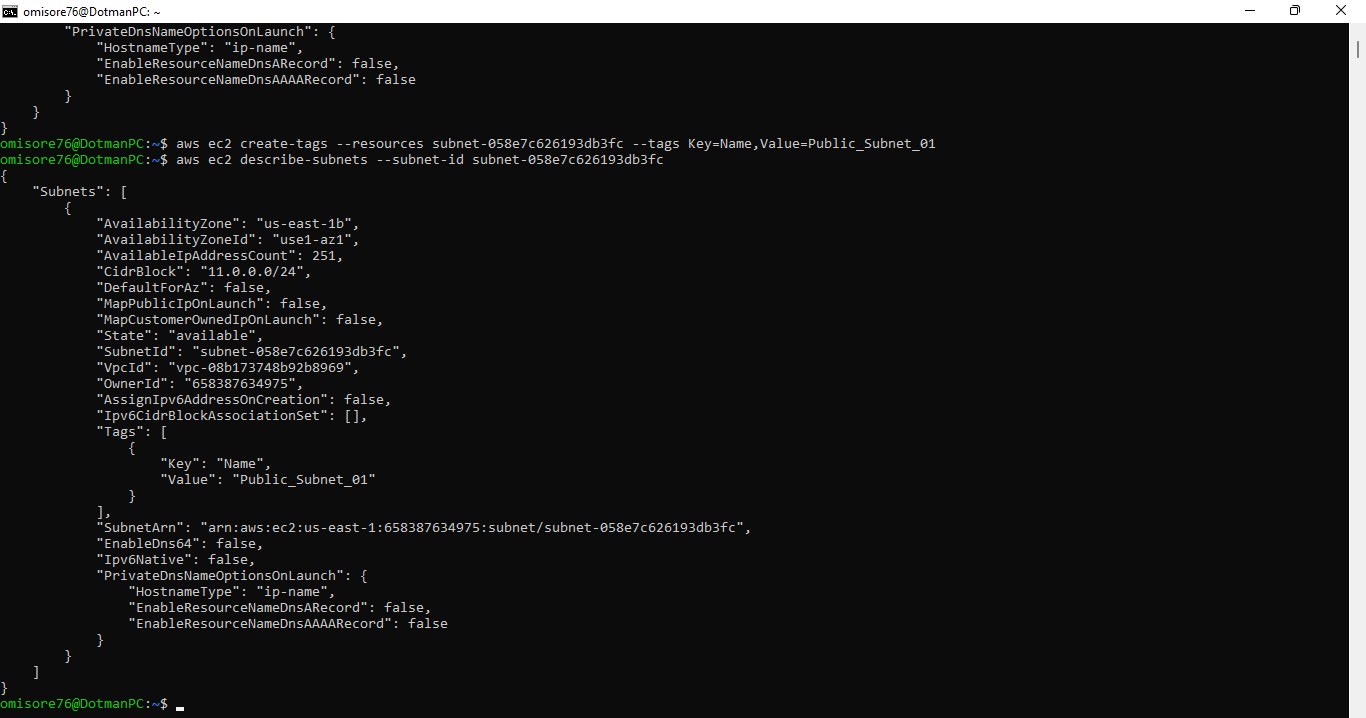 omisore76@DotmanPC: ~
"PrivateDnsNameOptionsOnLaunch": {
"HostnameType": "ip-name",
"EnableResourceNameDnsARecord": false,
"EnableResourceNameDnsAAAARecord": false
}
}
}
omisore76@DotmanPC:~$ aws ec2 create-tags --resources subnet-058e7c626193db3fc --tags Key=Name,Value=Public_Subnet_01
omisore76@DotmanPC:~$ aws ec2 describe-subnets --subnet-id subnet-058e7c626193db3fc
{
"Subnets": [
{
"AvailabilityZone": "us-east-1b",
"AvailabilityZoneId": "use1-az1",
"AvailableIpAddressCount": 251,
"CidrBlock": "11.0.0.0/24",
"DefaultForAz": false,
"MapPublicIpOnLaunch": false,
"MapCustomerOwnedIpOnLaunch": false,
"State": "available",
"SubnetId": "subnet-058e7c626193db3fc",
"VpcId": "vpc-08b173748b92b8969",
"OwnerId": "658387634975",
"AssignIpv6AddressOnCreation": false,
"Ipv6CidrBlockAssociationSet": [],
"Tags": [
{
"Key": "Name",
"Value": "Public_Subnet_01"
}
],
"SubnetArn": "arn:aws:ec2:us-east-1:658387634975:subnet/subnet-058e7c626193db3fc",
"EnableDns64": false,
"Ipv6Native": false,
"PrivateDnsNameOptionsOnLaunch": {
"HostnameType": "ip-name",
"EnableResourceNameDnsARecord": false,
"EnableResourceNameDnsAAAARecord": false
}
}
]
}
omisore76@DotmanPC:~$